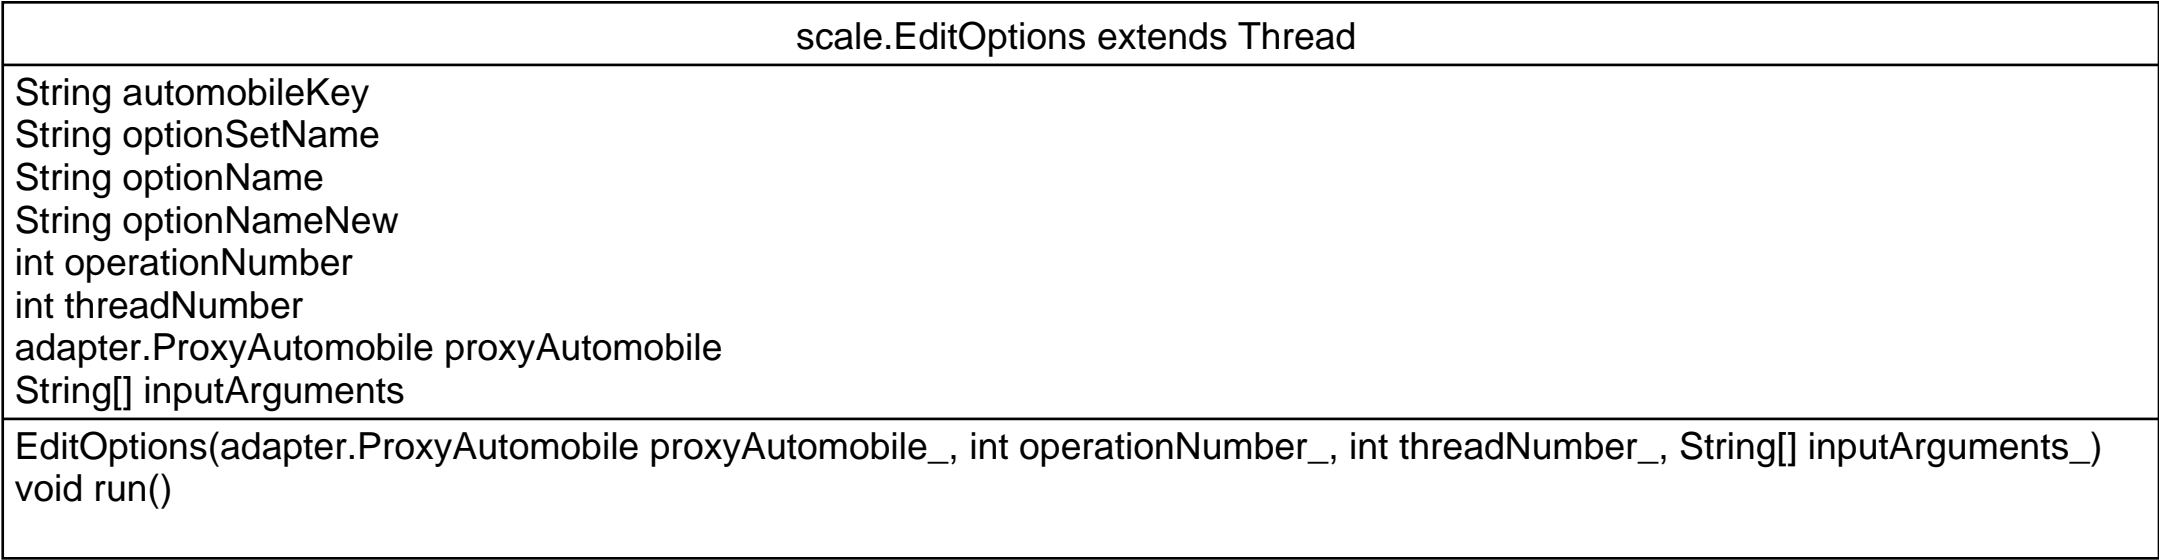 scale.EditOptions extends Thread
String automobileKey
String optionSetName
String optionName
String optionNameNew
int operationNumber
int threadNumber
adapter.ProxyAutomobile proxyAutomobile
String[] inputArguments
EditOptions(adapter.ProxyAutomobile proxyAutomobile_, int operationNumber_, int threadNumber_, String[] inputArguments_)
void run()